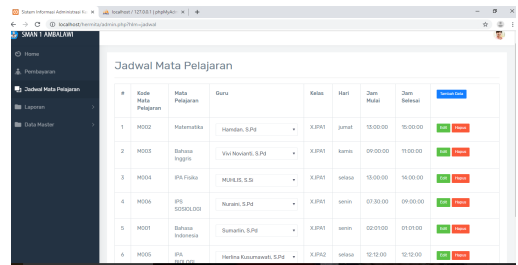 Sistem Informasi Administrasi Ke
localhost / 127.0.0.1 | phpMyAdm
localhost/hermita/admin.php?hlm=jadwal
SMAN 1 AMBALAWI
Home
Pembayaran
Jadwal Mata Pelajaran
Laporan
Data Master
Jadwal Mata Pelajaran
# Kode Mata Pelajaran Mata Pelajaran Guru Kelas Hari Jam Mulai Jam Selesai Tambah Data
1 M002 Matematika Hamdan, S.Pd X.IPA1 jumat 13:00:00 15:00:00 Edit Hapus
2 M003 Bahasa Inggris Vivi Novianti, S.Pd X.IPA1 kamis 09:00:00 11:00:00 Edit Hapus
3 M004 IPA Fisika MUHLIS, S.Si X.IPA1 selasa 13:00:00 14:00:00 Edit Hapus
4 M006 IPS SOSIOLOGI Nuraini, S.Pd X.IPA1 senin 07:30:00 09:00:00 Edit Hapus
5 M001 Bahasa Indonesia Sumarlin, S.Pd X.IPA1 senin 02:01:00 01:01:00 Edit Hapus
6 M005 IPA BIOLOGI Herlina Kusumawati, S.Pd X.IPA2 selasa 12:12:00 12:12:00 Edit Hapus